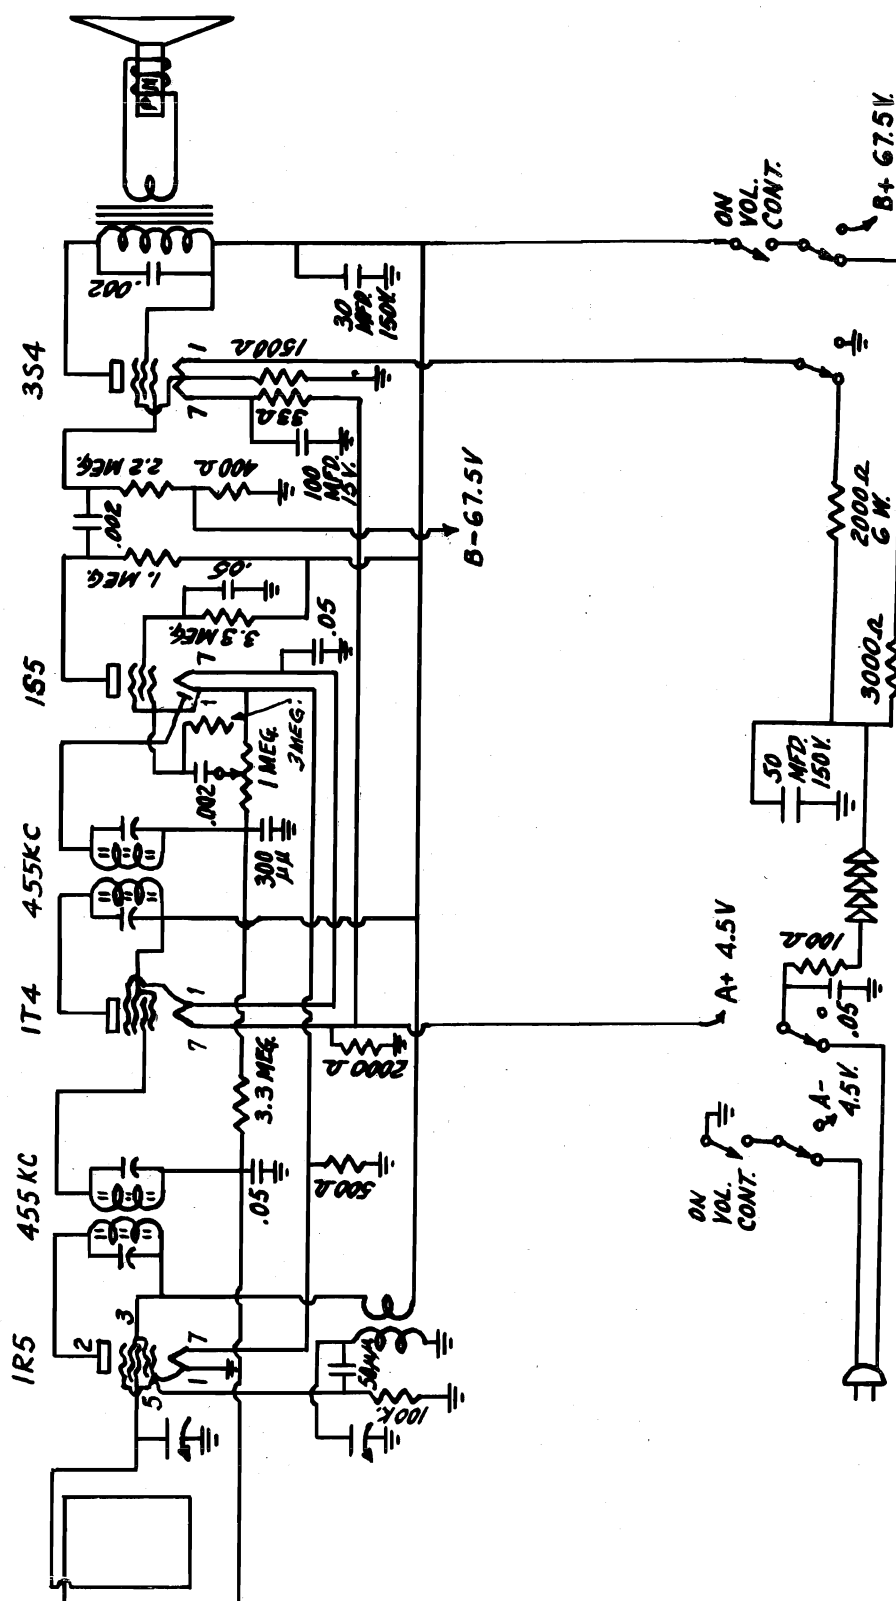 1R5
455KC
1T4
455KC
1S5
3S4
PM
.002
2
3
5
1
7
1
7
7
1
1
7
50μμ
100K.
500Ω
.05
3.3 MEG.
2000Ω
300
μμ
.002
1 MEG.
3 MEG.
.05
3.3 MEG.
.05
1. MEG.
.002
2.2 MEG.
400Ω
100
MFD.
15V.
33Ω
1500Ω
30
MFD.
150V.
B-67.5V
A+ 4.5V
ON
VOL.
CONT.
A-
4.5V.
.05
100Ω
50
MFD.
150V.
3000Ω
2000Ω
6 W.
ON
VOL.
CONT.
B+ 67.5V.